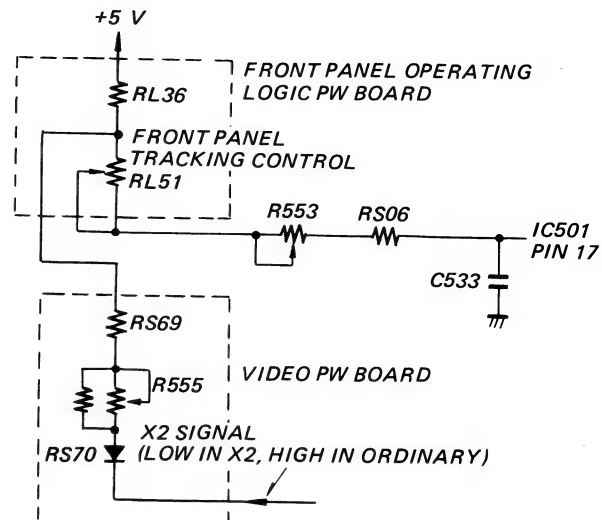 +5 V
FRONT PANEL OPERATING
LOGIC PW BOARD
RL36
FRONT PANEL
TRACKING CONTROL
RL51
R553
RS06
IC501
PIN 17
C533
RS69
R555
VIDEO PW BOARD
X2 SIGNAL
(LOW IN X2, HIGH IN ORDINARY)
RS70